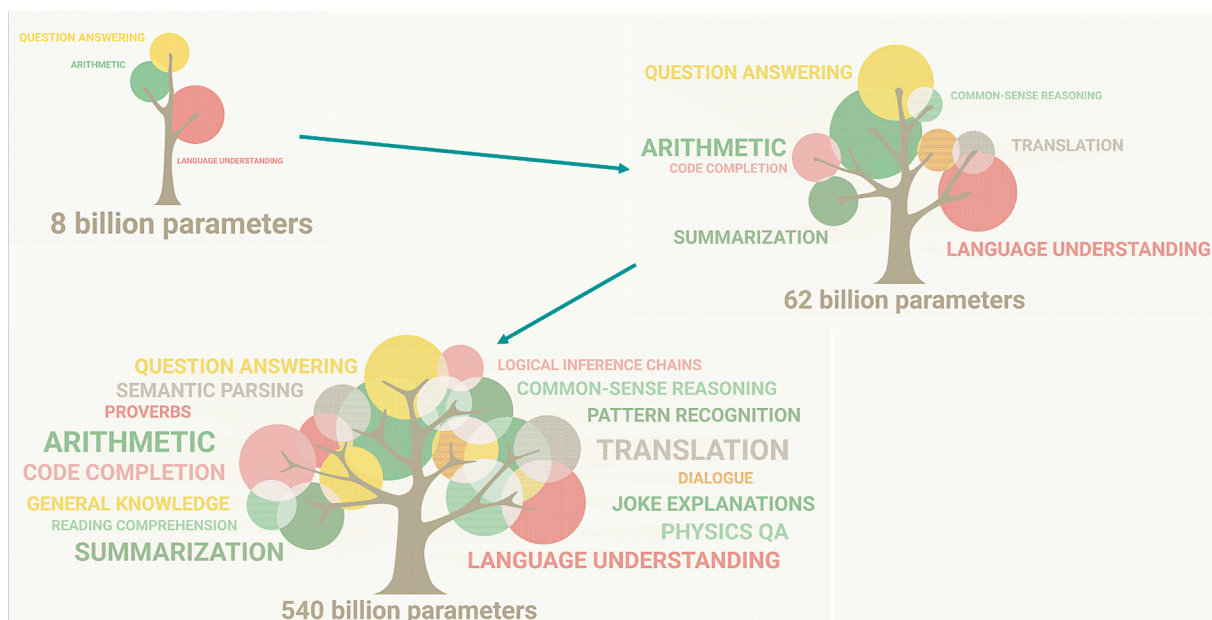 QUESTION ANSWERING
ARITHMETIC
LANGUAGE UNDERSTANDING
8 billion parameters
QUESTION ANSWERING
COMMON-SENSE REASONING
ARITHMETIC
TRANSLATION
CODE COMPLETION
SUMMARIZATION
LANGUAGE UNDERSTANDING
62 billion parameters
QUESTION ANSWERING
LOGICAL INFERENCE CHAINS
SEMANTIC PARSING
COMMON-SENSE REASONING
PROVERBS
PATTERN RECOGNITION
ARITHMETIC
TRANSLATION
CODE COMPLETION
DIALOGUE
GENERAL KNOWLEDGE
JOKE EXPLANATIONS
READING COMPREHENSION
PHYSICS QA
SUMMARIZATION
LANGUAGE UNDERSTANDING
540 billion parameters